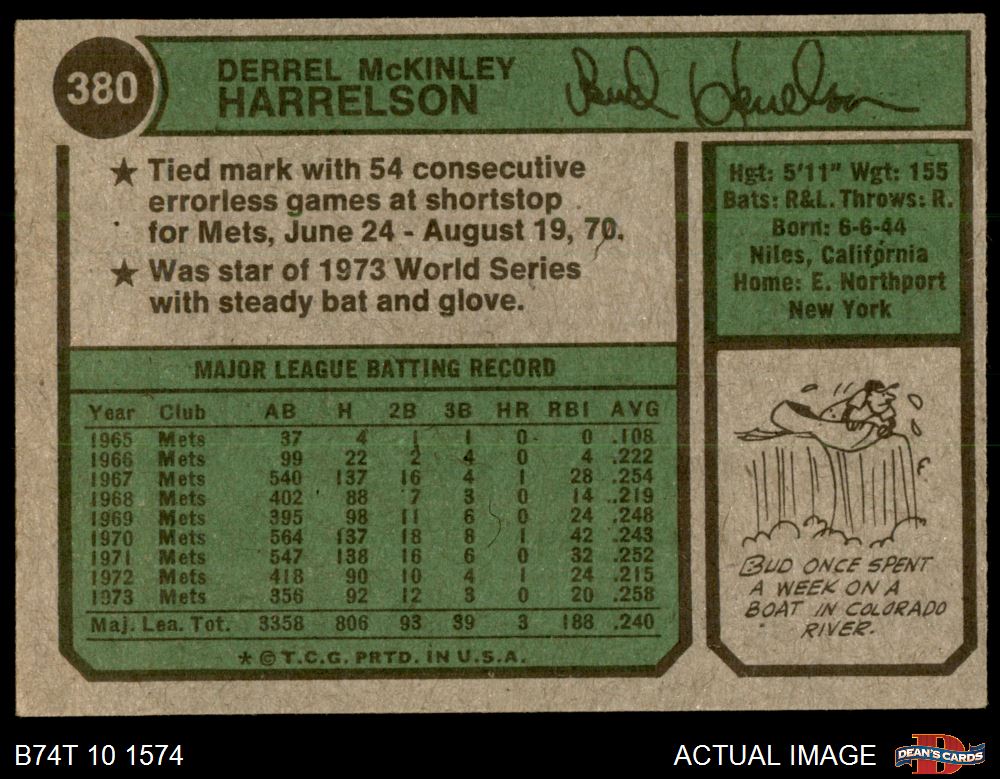 380
DERREL McKINLEY
HARRELSON
Bud Harrelson
★ Tied mark with 54 consecutive
errorless games at shortstop
for Mets, June 24 - August 19, 70.
★ Was star of 1973 World Series
with steady bat and glove.
Hgt: 5'11" Wgt: 155
Bats: R&L. Throws: R.
Born: 6-6-44
Niles, California
Home: E. Northport
New York
MAJOR LEAGUE BATTING RECORD
Year Club AB H 2B 3B HR RBI AVG
1965 Mets 37 4 1 1 0 0 .108
1966 Mets 99 22 2 4 0 4 .222
1967 Mets 540 137 16 4 1 28 .254
1968 Mets 402 88 7 3 0 14 .219
1969 Mets 395 98 11 6 0 24 .248
1970 Mets 564 137 18 8 1 42 .243
1971 Mets 547 138 16 6 0 32 .252
1972 Mets 418 90 10 4 1 24 .215
1973 Mets 356 92 12 3 0 20 .258
Maj. Lea. Tot. 3358 806 93 39 3 188 .240
* © T.C.G. PRTD. IN U.S.A.
BUD ONCE SPENT
A WEEK ON A
BOAT IN COLORADO
RIVER.
B74T 10 1574
ACTUAL IMAGE
DEAN'S CARDS